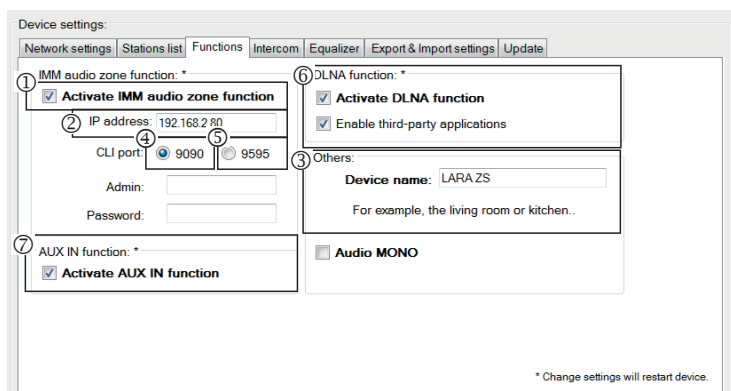 Device settings:
Network settings Stations list Functions Intercom Equalizer Export & Import settings Update
IMM audio zone function: *
① Activate IMM audio zone function
② IP address: 192.168.2.80
④ ⑤
CLI port: 9090 9595
Admin:
Password:
⑦
AUX IN function: *
Activate AUX IN function
⑥ DLNA function: *
Activate DLNA function
Enable third-party applications
③ Others:
Device name: LARA ZS
For example, the living room or kitchen..
Audio MONO
* Change settings will restart device.